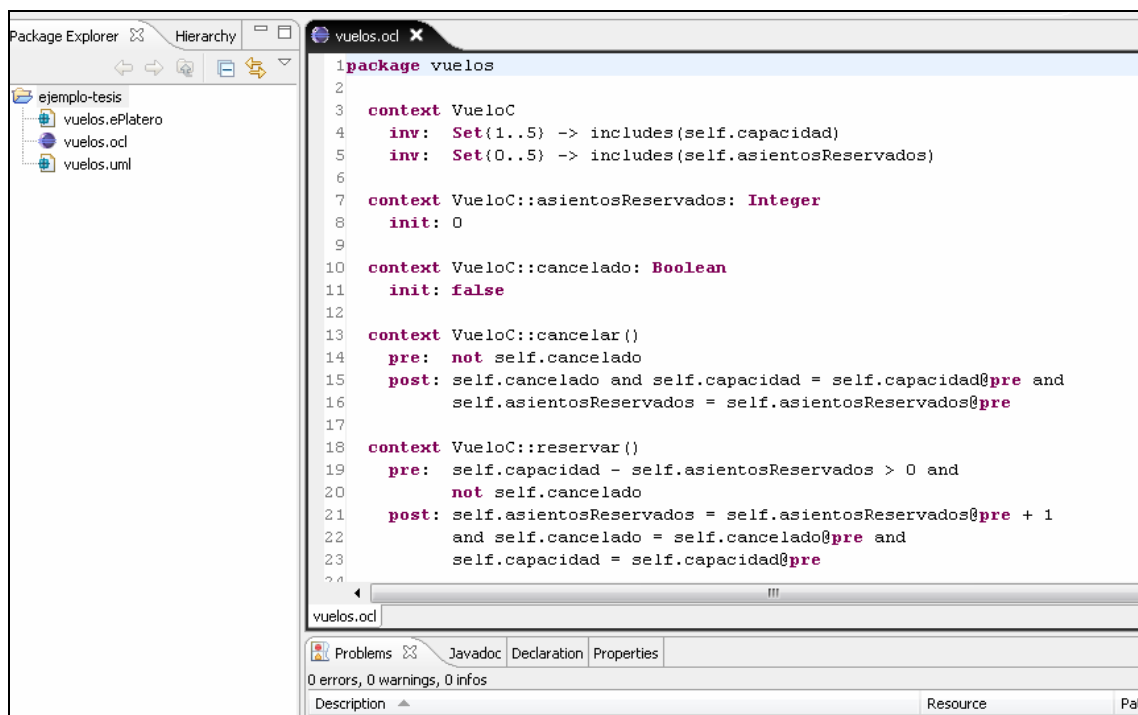 Package Explorer
Hierarchy
ejemplo-tesis
vuelos.ePlatero
vuelos.ocl
vuelos.uml
vuelos.ocl
1 package vuelos
2
3 context VueloC
4 inv: Set{1..5} -> includes(self.capacidad)
5 inv: Set{0..5} -> includes(self.asientosReservados)
6
7 context VueloC::asientosReservados: Integer
8 init: 0
9
10 context VueloC::cancelado: Boolean
11 init: false
12
13 context VueloC::cancelar()
14 pre: not self.cancelado
15 post: self.cancelado and self.capacidad = self.capacidad@pre and
16 self.asientosReservados = self.asientosReservados@pre
17
18 context VueloC::reservar()
19 pre: self.capacidad - self.asientosReservados > 0 and
20 not self.cancelado
21 post: self.asientosReservados = self.asientosReservados@pre + 1
22 and self.cancelado = self.cancelado@pre and
23 self.capacidad = self.capacidad@pre
24
vuelos.ocl
Problems Javadoc Declaration Properties
0 errors, 0 warnings, 0 infos
Description Resource